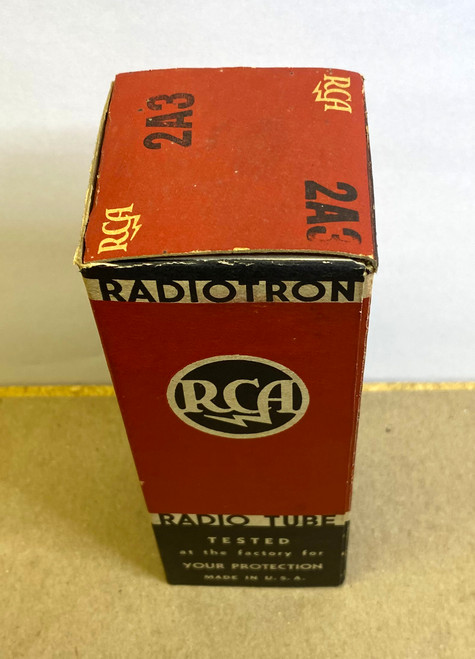 RCA
2A3
2A3
RCA
RADIOTRON
RCA
RADIO TUBE
TESTED
at the factory for
YOUR PROTECTION
MADE IN U.S.A.